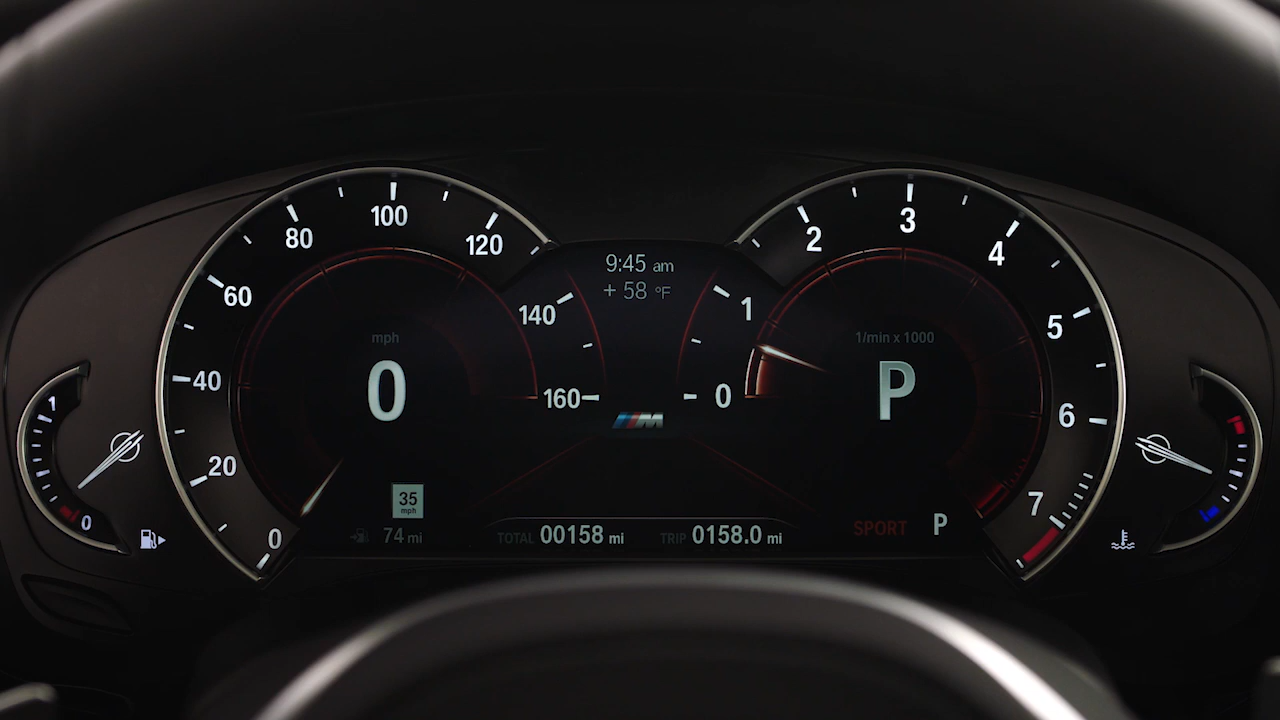 9:45 am
+ 58 °F
0
20
40
60
80
100
120
140
160
mph
0
0
1
2
3
4
5
6
7
1/min x 1000
P
M
1
0
35
mph
74 mi
TOTAL 00158 mi
TRIP 0158.0 mi
SPORT P